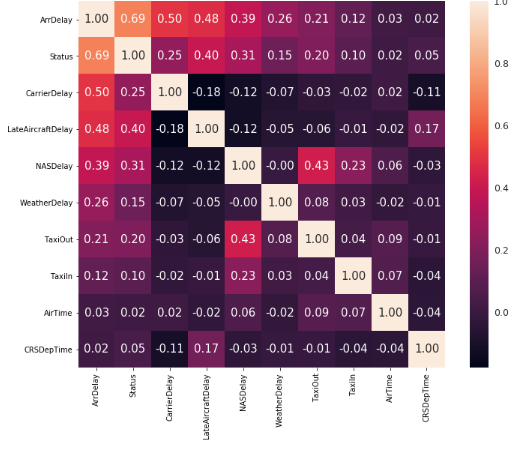 ArrDelay 1.00 0.69 0.50 0.48 0.39 0.26 0.21 0.12 0.03 0.02
Status 0.69 1.00 0.25 0.40 0.31 0.15 0.20 0.10 0.02 0.05
CarrierDelay 0.50 0.25 1.00 -0.18 -0.12 -0.07 -0.03 -0.02 0.02 -0.11
LateAircraftDelay 0.48 0.40 -0.18 1.00 -0.12 -0.05 -0.06 -0.01 -0.02 0.17
NASDelay 0.39 0.31 -0.12 -0.12 1.00 -0.00 0.43 0.23 0.06 -0.03
WeatherDelay 0.26 0.15 -0.07 -0.05 -0.00 1.00 0.08 0.03 -0.02 -0.01
TaxiOut 0.21 0.20 -0.03 -0.06 0.43 0.08 1.00 0.04 0.09 -0.01
TaxiIn 0.12 0.10 -0.02 -0.01 0.23 0.03 0.04 1.00 0.07 -0.04
AirTime 0.03 0.02 0.02 -0.02 0.06 -0.02 0.09 0.07 1.00 -0.04
CRSDepTime 0.02 0.05 -0.11 0.17 -0.03 -0.01 -0.01 -0.04 -0.04 1.00
ArrDelay
Status
CarrierDelay
LateAircraftDelay
NASDelay
WeatherDelay
TaxiOut
TaxiIn
AirTime
CRSDepTime
1.0
0.8
0.6
0.4
0.2
0.0